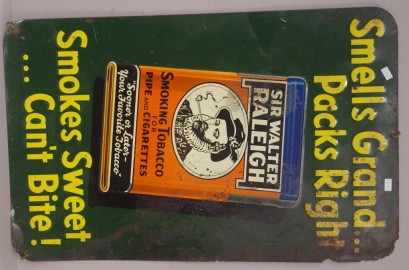 Smells Grand...
Packs Right
SIR WALTER
RALEIGH
SMOKING TOBACCO
FOR
PIPE AND CIGARETTES
"Sooner or Later-
Your Favorite Tobacco"
Smokes Sweet
... Can't Bite!